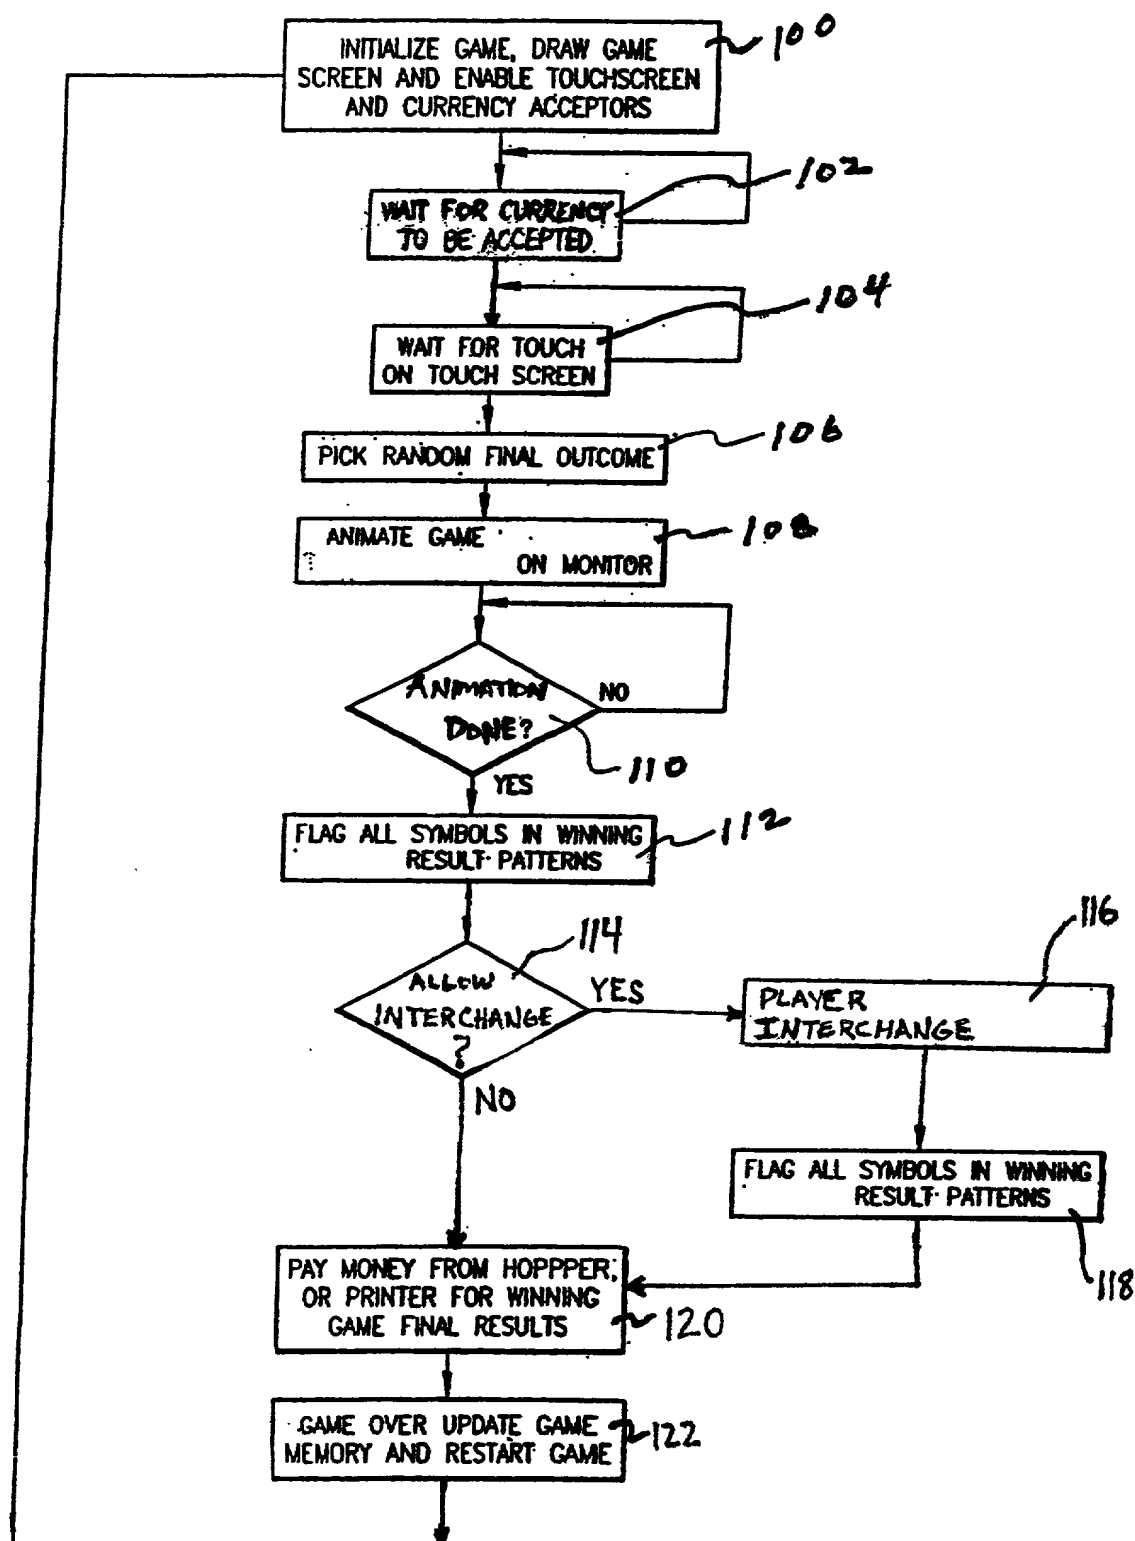 INITIALIZE GAME, DRAW GAME
SCREEN AND ENABLE TOUCHSCREEN
AND CURRENCY ACCEPTORS
100
WAIT FOR CURRENCY
TO BE ACCEPTED
102
WAIT FOR TOUCH
ON TOUCH SCREEN
104
PICK RANDOM FINAL OUTCOME
106
ANIMATE GAME
ON MONITOR
108
ANIMATION
DONE?
NO
110
YES
FLAG ALL SYMBOLS IN WINNING
RESULT PATTERNS
112
ALLOW
INTERCHANGE
?
114
YES
NO
PLAYER
INTERCHANGE
116
FLAG ALL SYMBOLS IN WINNING
RESULT PATTERNS
118
PAY MONEY FROM HOPPPER,
OR PRINTER FOR WINNING
GAME FINAL RESULTS
120
GAME OVER UPDATE GAME
MEMORY AND RESTART GAME
122